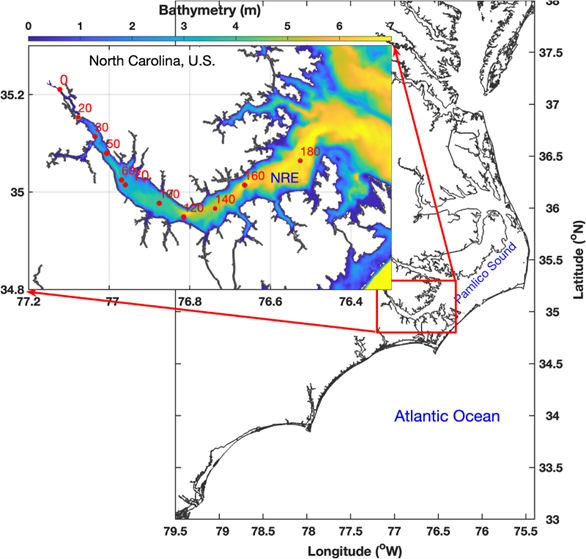 Bathymetry (m)
0 1 2 3 4 5 6 7
North Carolina, U.S.
35.2
35
34.8
77.2 77 76.8 76.6 76.4
0
20
30
50
60
70
100
120
140
160
180
NRE
38
37.5
37
36.5
36
35.5
35
34.5
34
33.5
33
Latitude (°N)
Pamlico Sound
Atlantic Ocean
79.5 79 78.5 78 77.5 77 76.5 76 75.5
Longitude (°W)